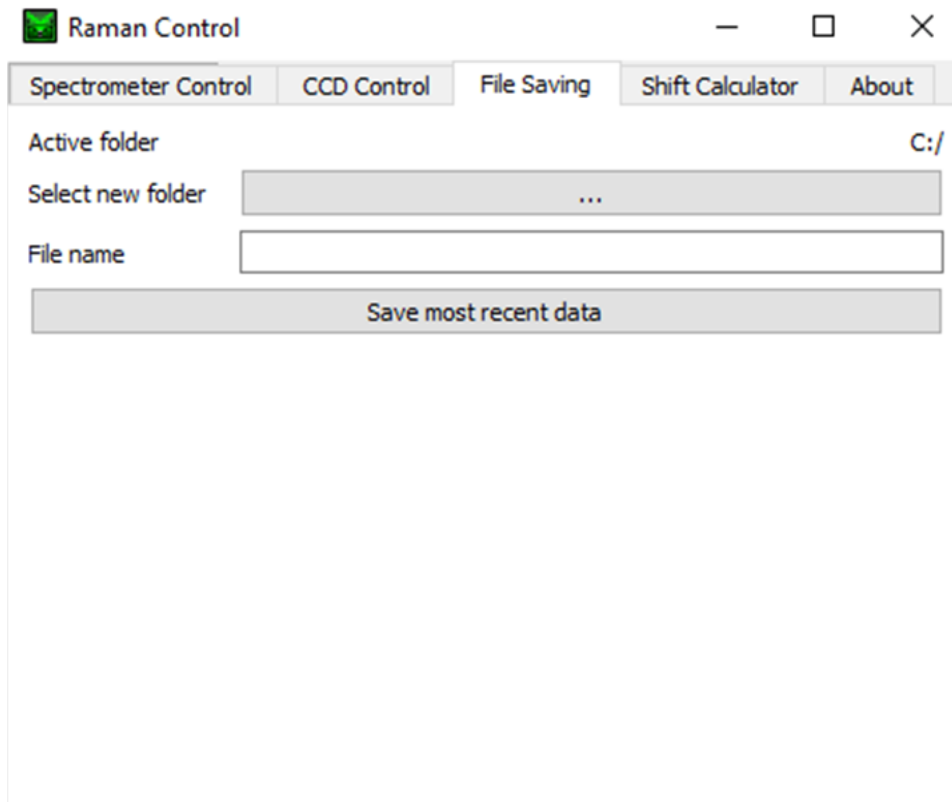 Raman Control
Spectrometer Control CCD Control File Saving Shift Calculator About
Active folder C:/
Select new folder ...
File name
Save most recent data